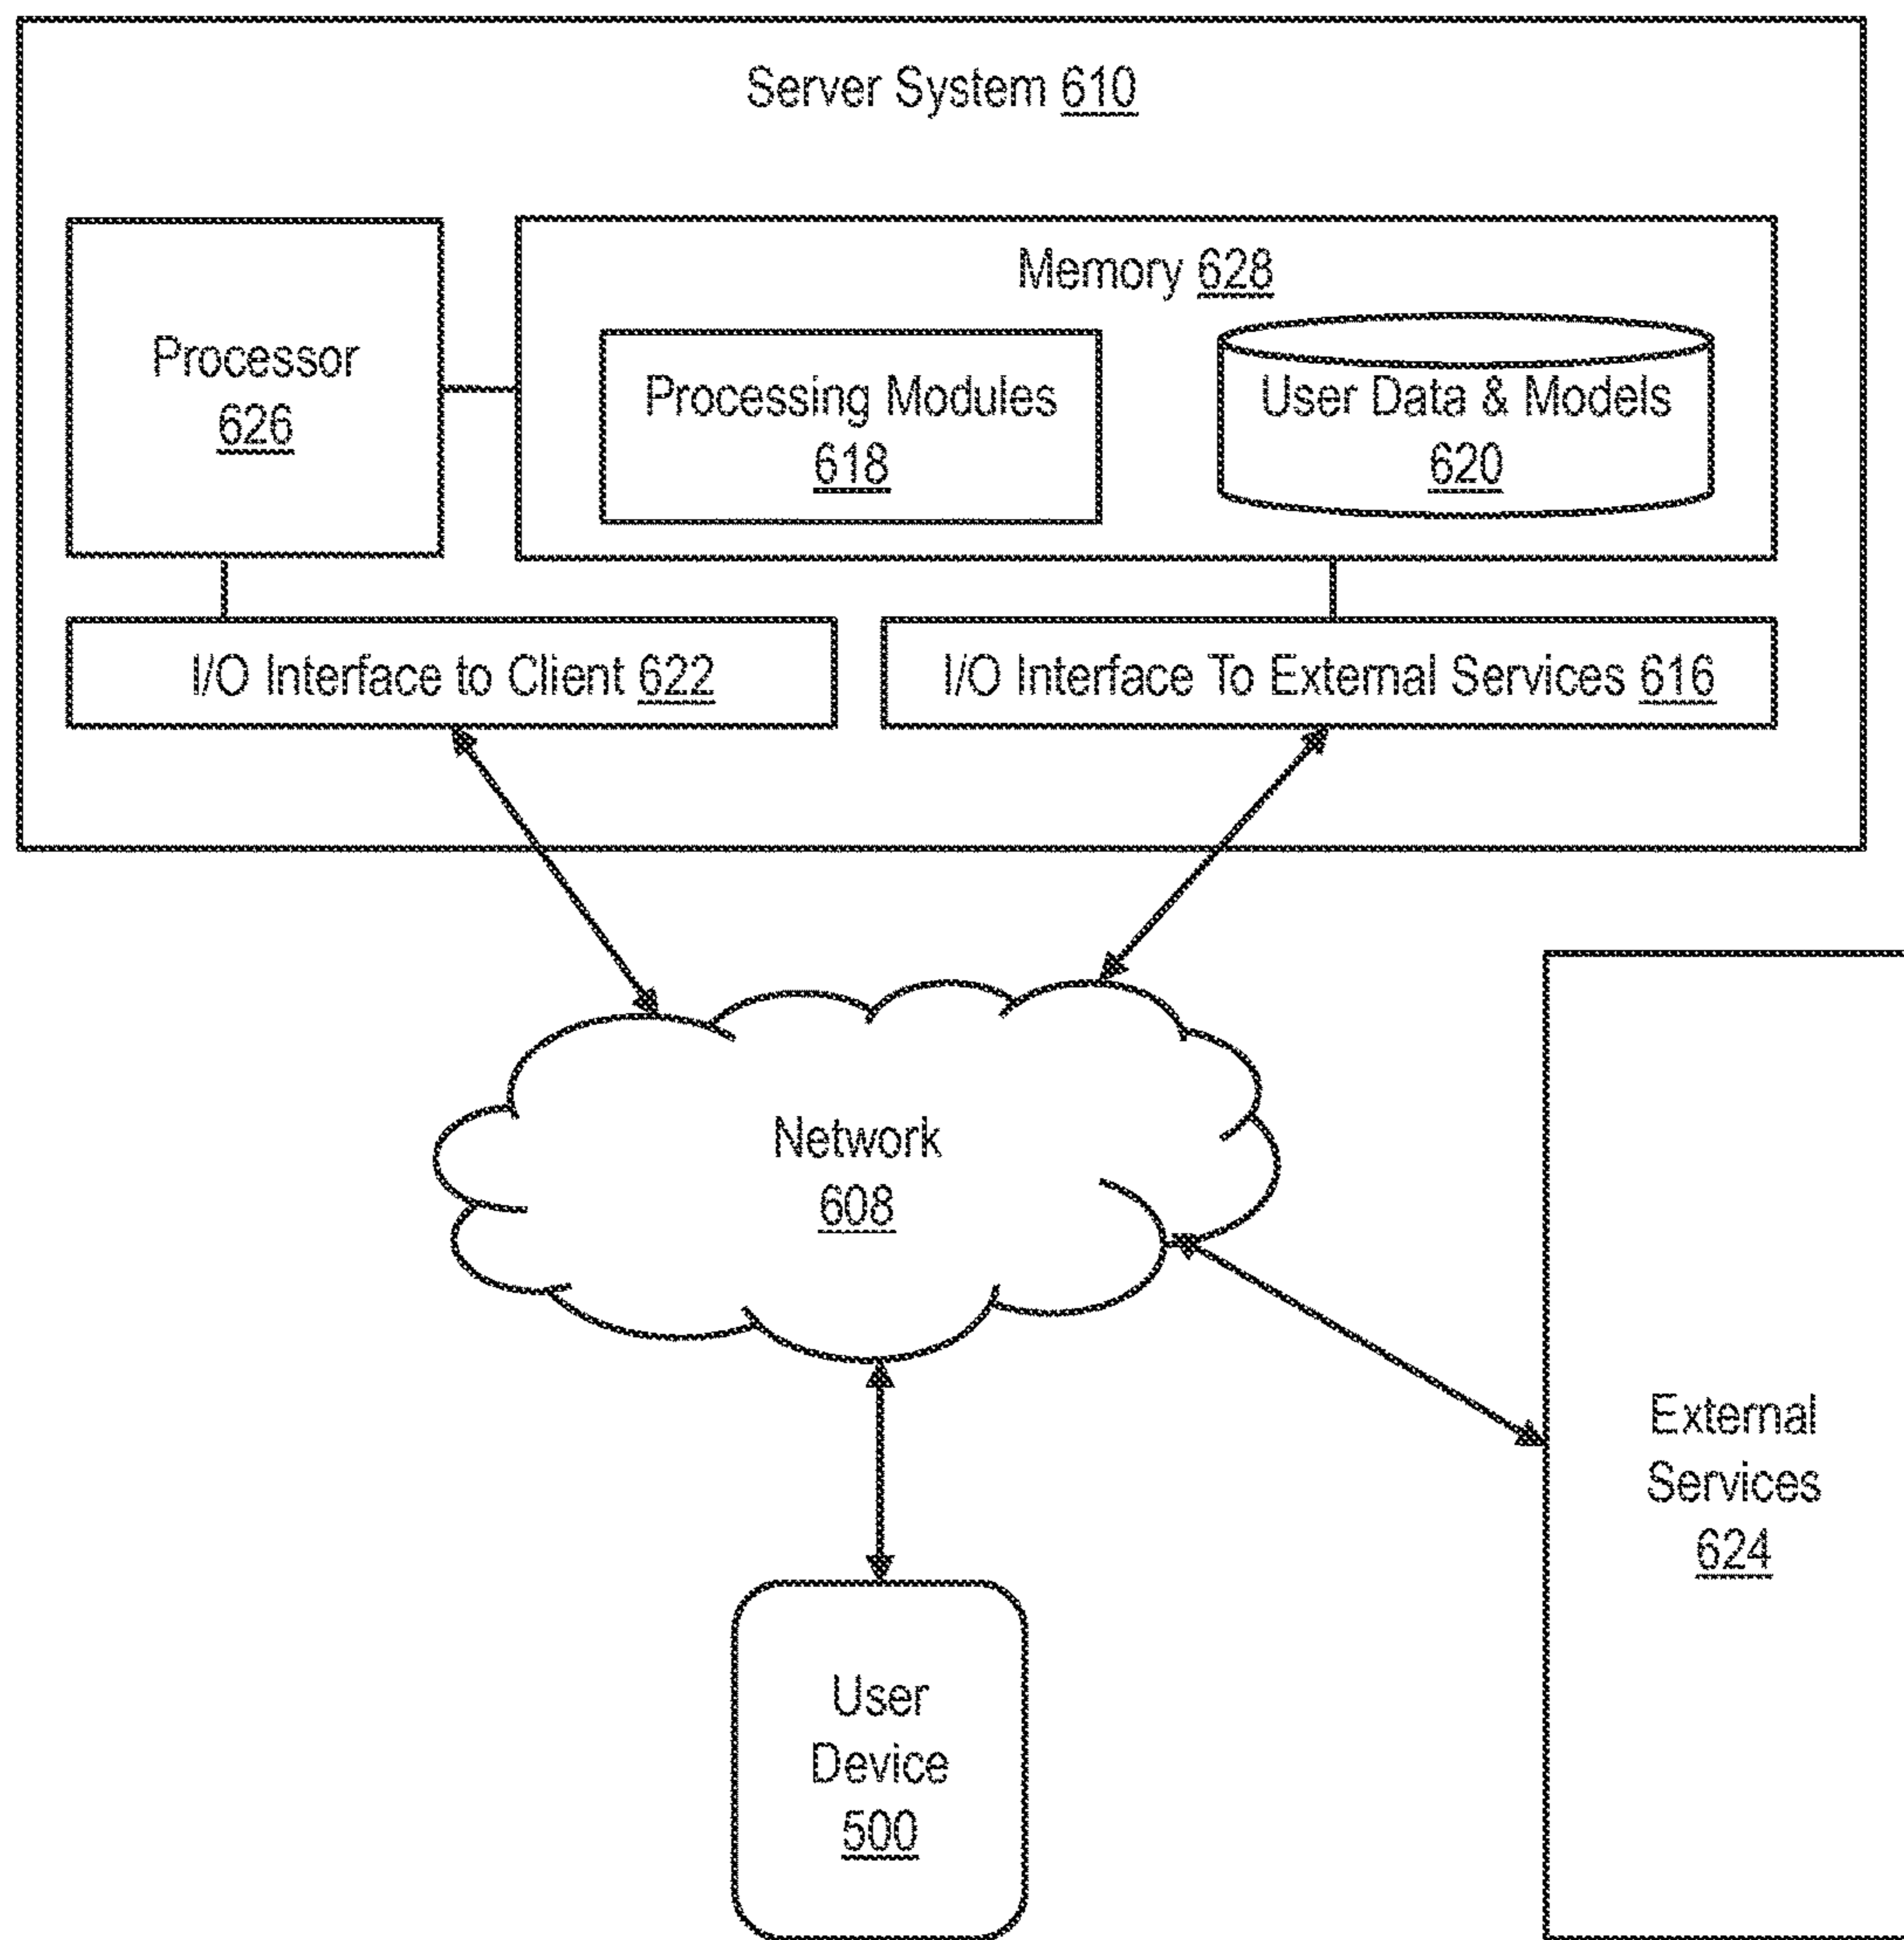 Server System 610
Memory 628
Processor
626
Processing Modules
618
User Data & Models
620
I/O Interface to Client 622
I/O Interface To External Services 616
Network
608
External
Services
624
User
Device
500